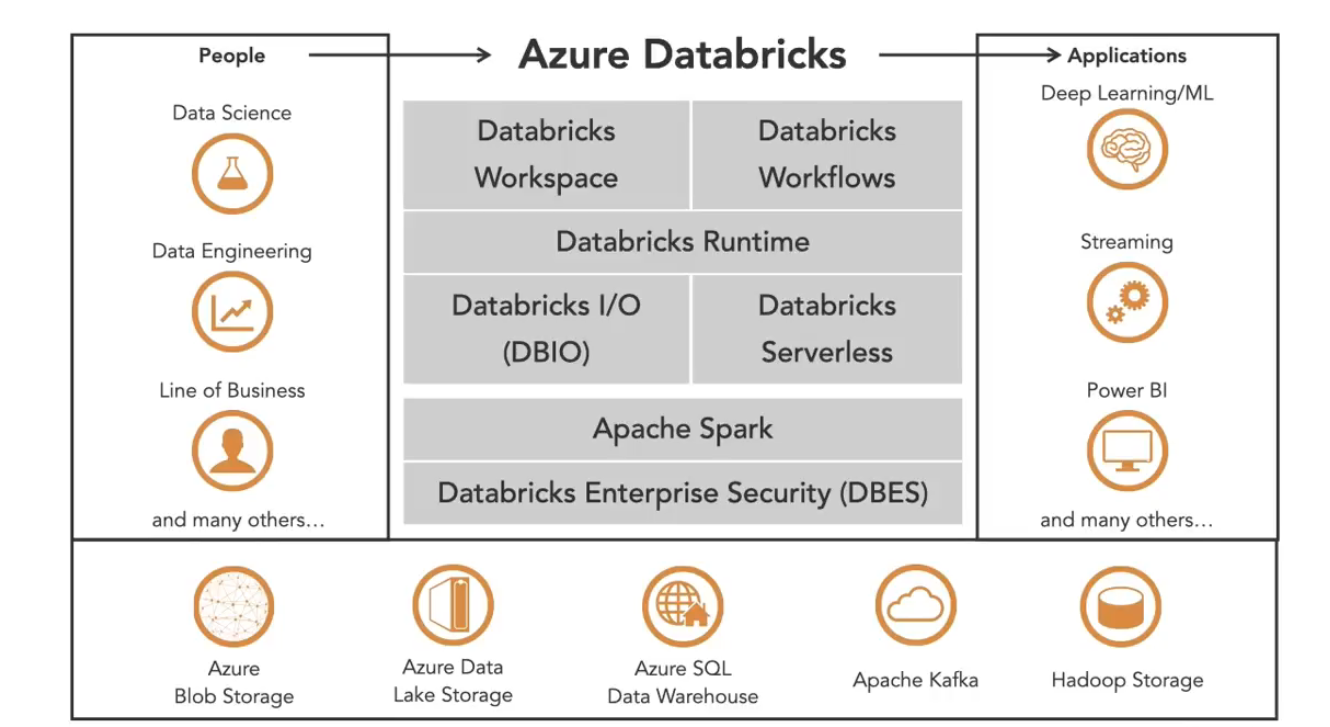 People
Azure Databricks
Applications
Data Science
Data Engineering
Line of Business
and many others...
Databricks
Workspace
Databricks
Workflows
Databricks Runtime
Databricks I/O
(DBIO)
Databricks
Serverless
Apache Spark
Databricks Enterprise Security (DBES)
Deep Learning/ML
Streaming
Power BI
and many others...
Azure
Blob Storage
Azure Data
Lake Storage
Azure SQL
Data Warehouse
Apache Kafka
Hadoop Storage